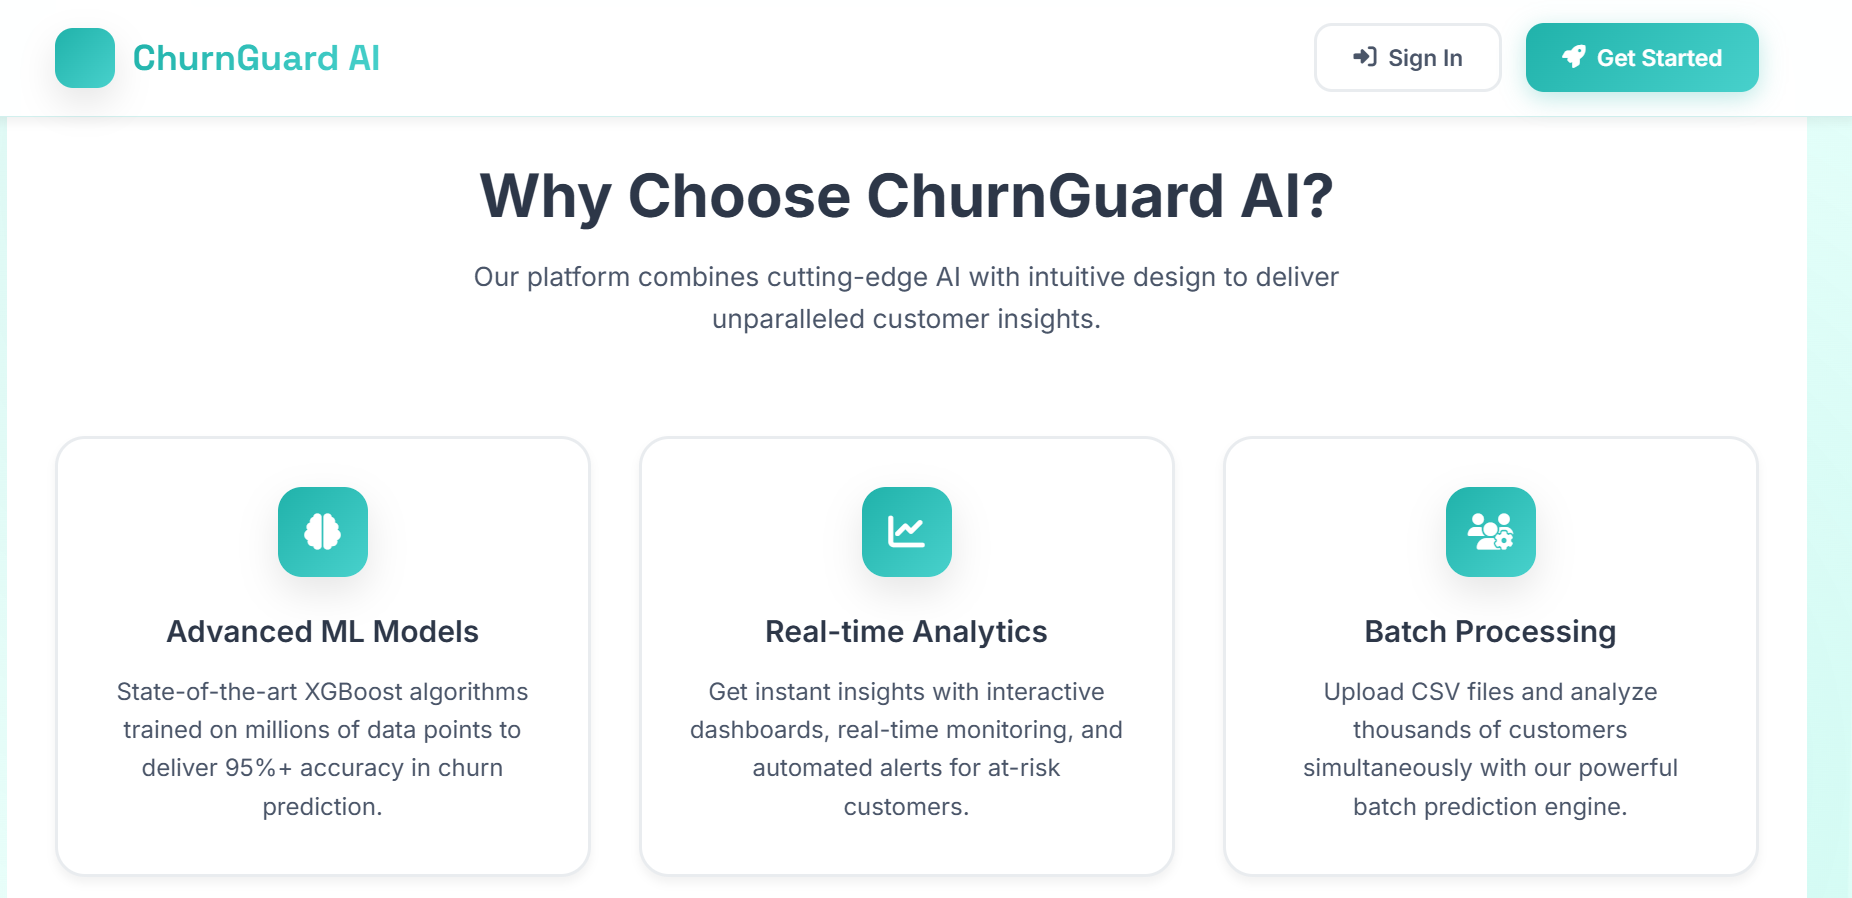 ChurnGuard AI
Sign In
Get Started
Why Choose ChurnGuard AI?
Our platform combines cutting-edge AI with intuitive design to deliver
unparalleled customer insights.
Advanced ML Models
State-of-the-art XGBoost algorithms
trained on millions of data points to
deliver 95%+ accuracy in churn
prediction.
Real-time Analytics
Get instant insights with interactive
dashboards, real-time monitoring, and
automated alerts for at-risk
customers.
Batch Processing
Upload CSV files and analyze
thousands of customers
simultaneously with our powerful
batch prediction engine.